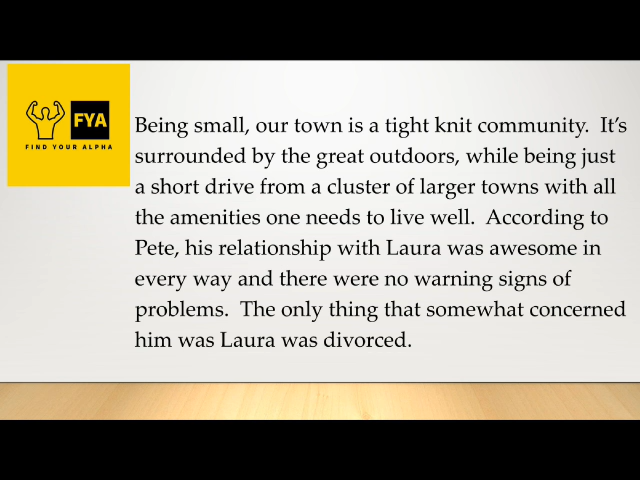 FYA
FIND YOUR ALPHA
Being small, our town is a tight knit community.  It's
surrounded by the great outdoors, while being just
a short drive from a cluster of larger towns with all
the amenities one needs to live well.  According to
Pete, his relationship with Laura was awesome in
every way and there were no warning signs of
problems.  The only thing that somewhat concerned
him was Laura was divorced.